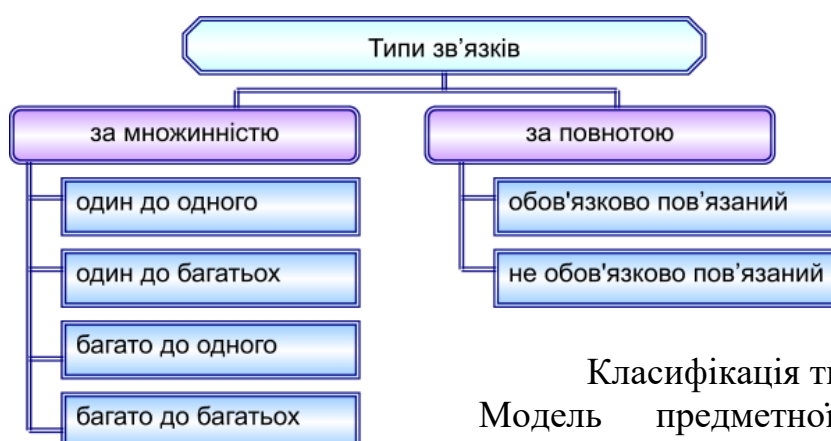 Типи зв’язків
за множинністю
один до одного
один до багатьох
багато до одного
багато до багатьох
за повнотою
обов'язково пов’язаний
не обов'язково пов’язаний
Класифікація
Модель предметної